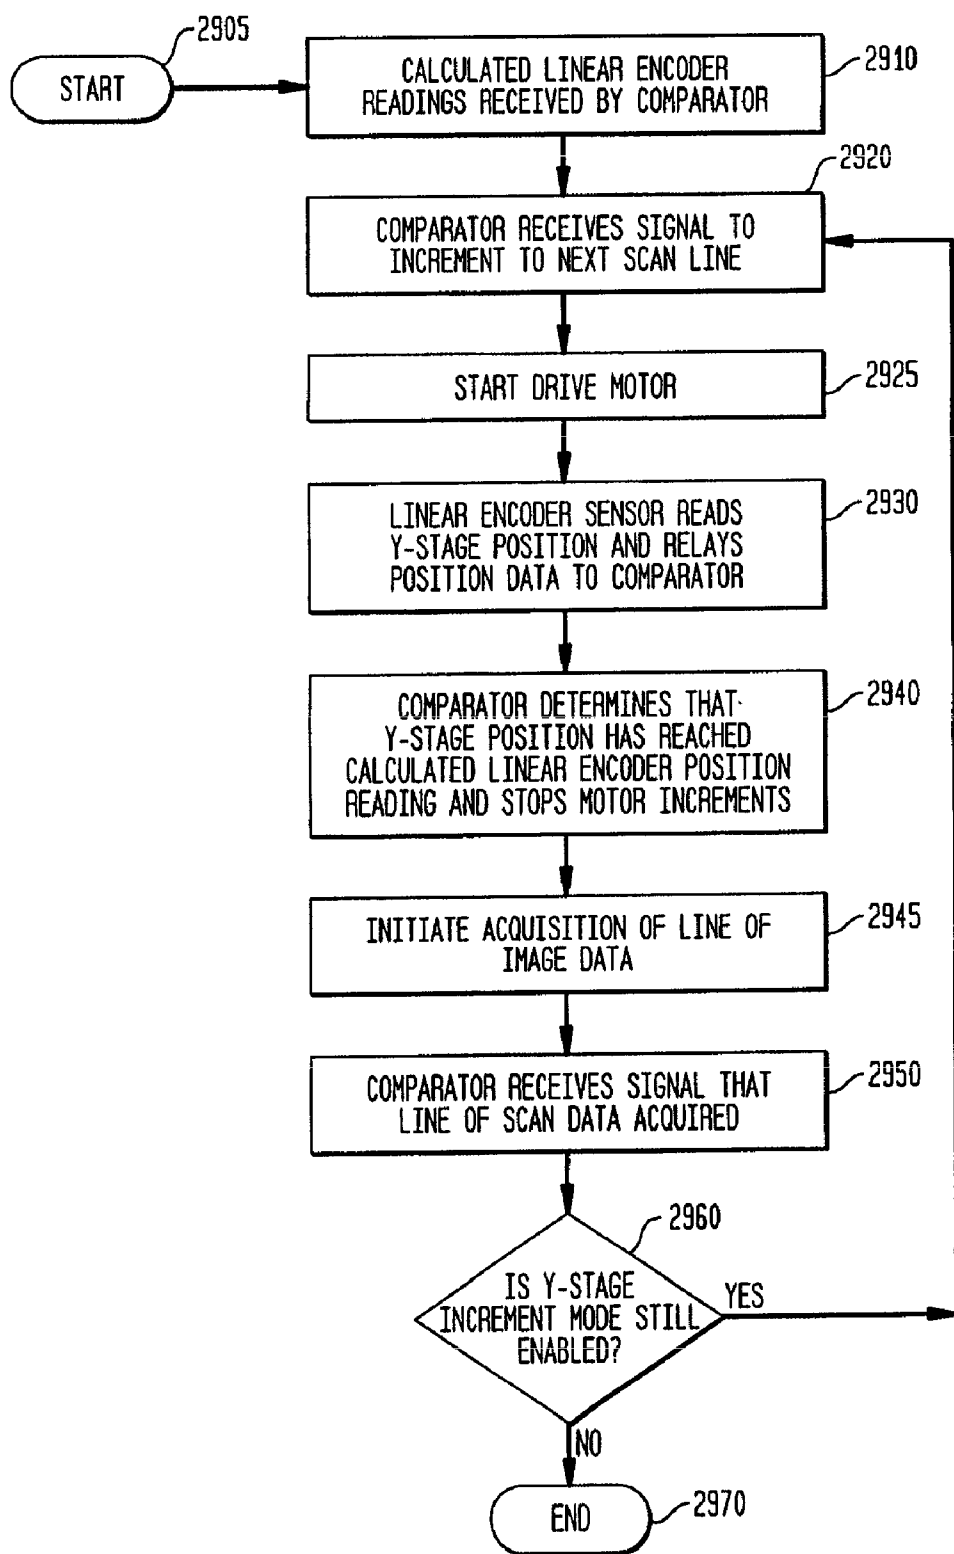 2905
START
CALCULATED LINEAR ENCODER
READINGS RECEIVED BY COMPARATOR
2910
2920
COMPARATOR RECEIVES SIGNAL TO
INCREMENT TO NEXT SCAN LINE
START DRIVE MOTOR
2925
LINEAR ENCODER SENSOR READS
Y-STAGE POSITION AND RELAYS
POSITION DATA TO COMPARATOR
2930
COMPARATOR DETERMINES THAT
Y-STAGE POSITION HAS REACHED
CALCULATED LINEAR ENCODER POSITION
READING AND STOPS MOTOR INCREMENTS
2940
INITIATE ACQUISITION OF LINE OF
IMAGE DATA
2945
COMPARATOR RECEIVES SIGNAL THAT
LINE OF SCAN DATA ACQUIRED
2950
2960
IS Y-STAGE
INCREMENT MODE STILL
ENABLED?
YES
NO
END
2970